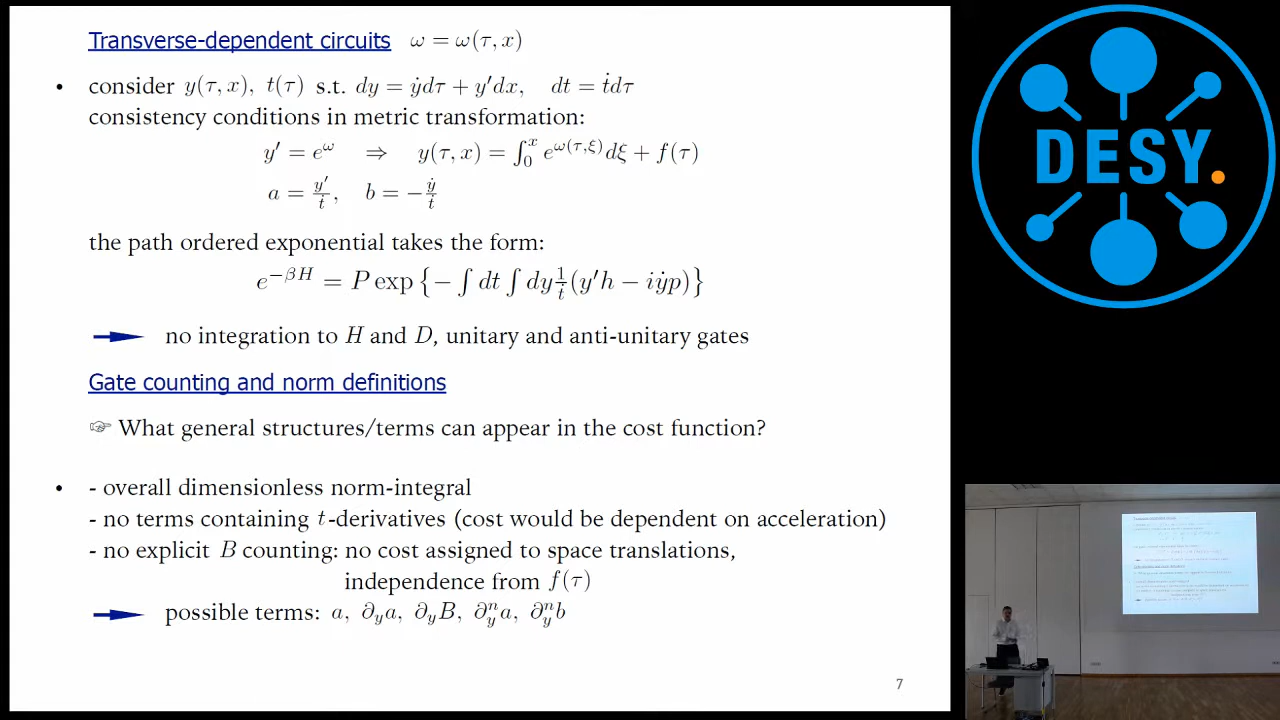 Transverse-dependent circuits ω = ω(τ, x)
• consider y(τ, x), t(τ) s.t. dy = ẏdτ + y′dx, dt = ṫdτ
consistency conditions in metric transformation:
y′ = e^ω ⇒ y(τ, x) = ∫₀ˣ e^{ω(τ,ξ)}dξ + f(τ)
a = y′/ṫ, b = −ẏ/ṫ
the path ordered exponential takes the form:
e^{−βH} = P exp {− ∫ dt ∫ dy 1/ṫ (y′h − iẏp)}
no integration to H and D, unitary and anti-unitary gates
Gate counting and norm definitions
☞ What general structures/terms can appear in the cost function?
• - overall dimensionless norm-integral
- no terms containing t-derivatives (cost would be dependent on acceleration)
- no explicit B counting: no cost assigned to space translations,
independence from f(τ)
possible terms: a, ∂_y a, ∂_y B, ∂_y^n a, ∂_y^n b
7
DESY.